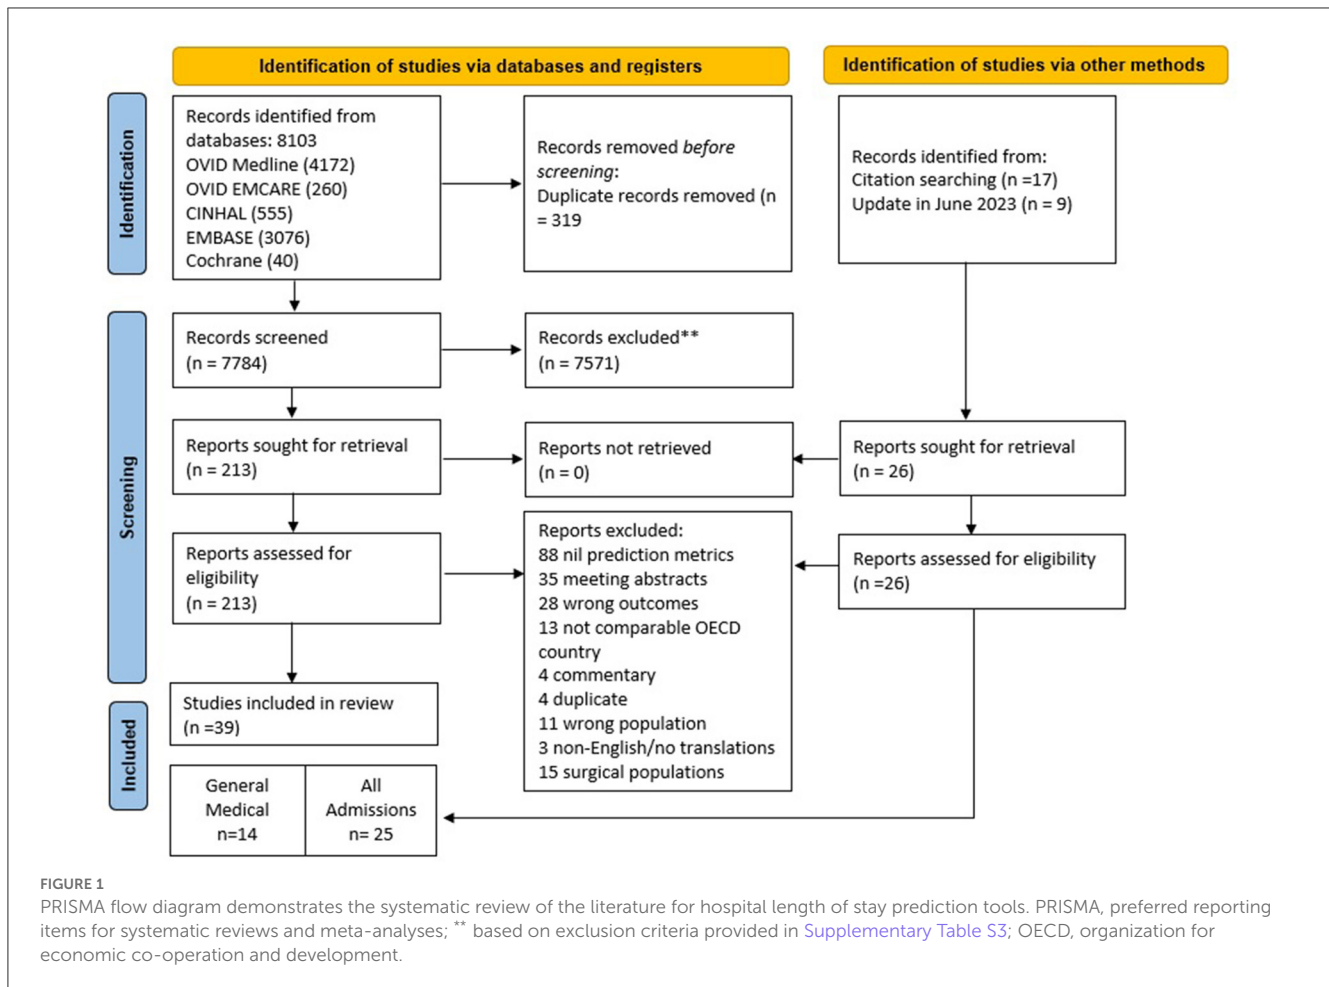 Identification of studies via databases and registers
Identification of studies via other methods
Identification
Records identified from
databases: 8103
OVID Medline (4172)
OVID EMCARE (260)
CINHAL (555)
EMBASE (3076)
Cochrane (40)
Records removed before
screening:
Duplicate records removed (n
= 319
Records identified from:
Citation searching (n =17)
Update in June 2023 (n = 9)
Screening
Records screened
(n = 7784)
Records excluded**
(n = 7571)
Reports sought for retrieval
(n = 213)
Reports not retrieved
(n = 0)
Reports sought for retrieval
(n = 26)
Reports assessed for
eligibility
(n = 213)
Reports excluded:
88 nil prediction metrics
35 meeting abstracts
28 wrong outcomes
13 not comparable OECD
country
4 commentary
4 duplicate
11 wrong population
3 non-English/no translations
15 surgical populations
Reports assessed for eligibility
(n =26)
Included
Studies included in review
(n =39)
General
Medical
n=14
All
Admissions
n= 25
FIGURE 1
PRISMA flow diagram demonstrates the systematic review of the literature for hospital length of stay prediction tools. PRISMA, preferred reporting
items for systematic reviews and meta-analyses; ** based on exclusion criteria provided in Supplementary Table S3; OECD, organization for
economic co-operation and development.